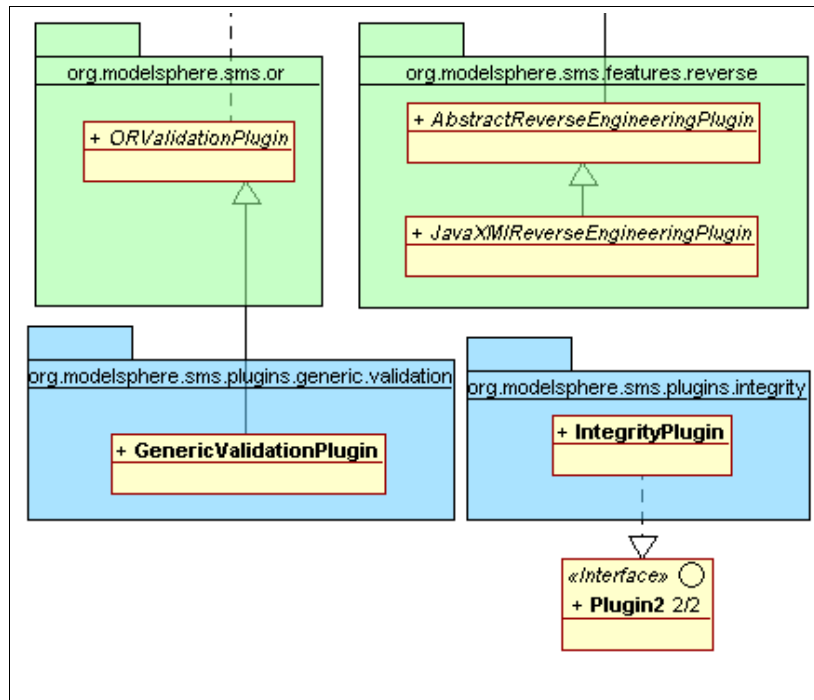 org.modelsphere.sms.or
+ ORValidationPlugin
org.modelsphere.sms.features.reverse
+ AbstractReverseEngineeringPlugin
+ JavaXMIReverseEngineeringPlugin
org.modelsphere.sms.plugins.generic.validation
+ GenericValidationPlugin
org.modelsphere.sms.plugins.integrity
+ IntegrityPlugin
«Interface»
+ Plugin2 2/2